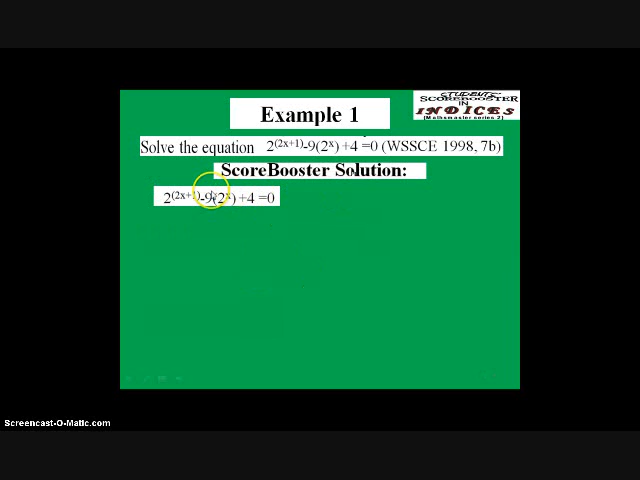 STUDENTS'
SCOREBOOSTER
IN
INDICES
[Mathsmaster series 2]
Example 1
Solve the equation 2^(2x+1)-9(2^x) +4 =0 (WSSCE 1998, 7b)
ScoreBooster Solution:
2^(2x+1)-9(2^x) +4 =0
Screencast-O-Matic.com